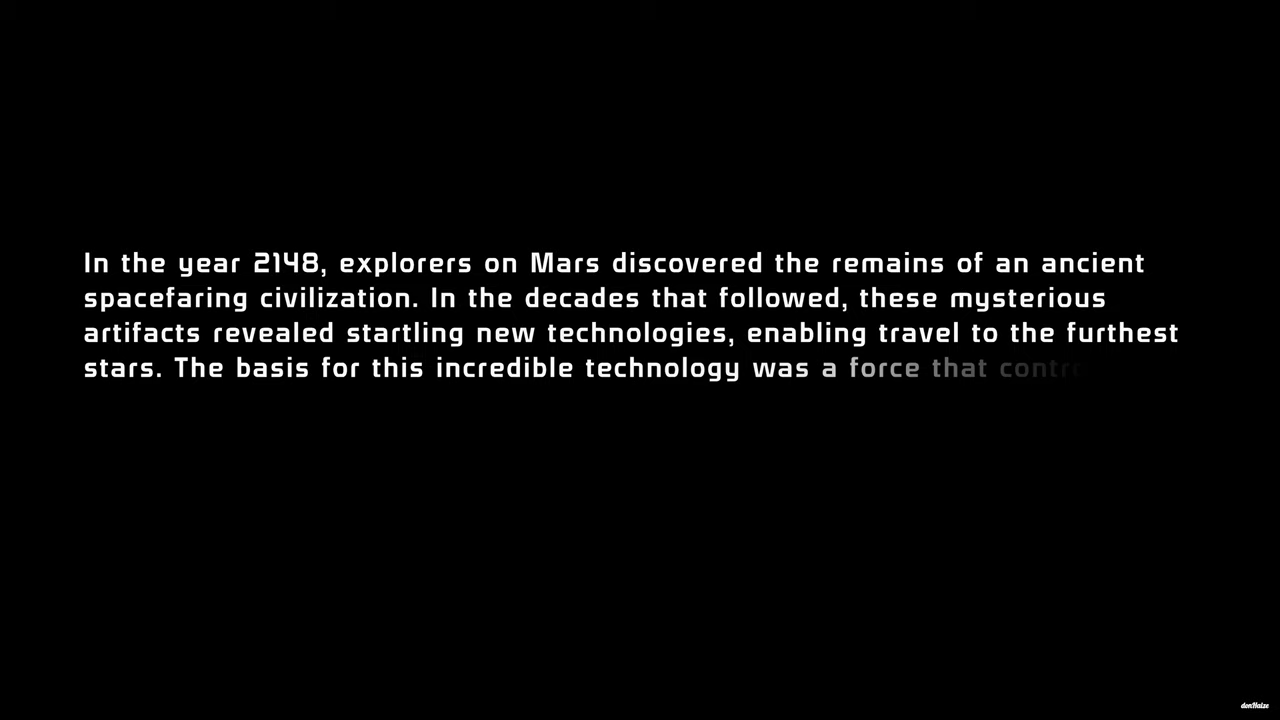 In the year 2148, explorers on Mars discovered the remains of an ancient
spacefaring civilization. In the decades that followed, these mysterious
artifacts revealed startling new technologies, enabling travel to the furthest
stars. The basis for this incredible technology was a force that contr
donHaize